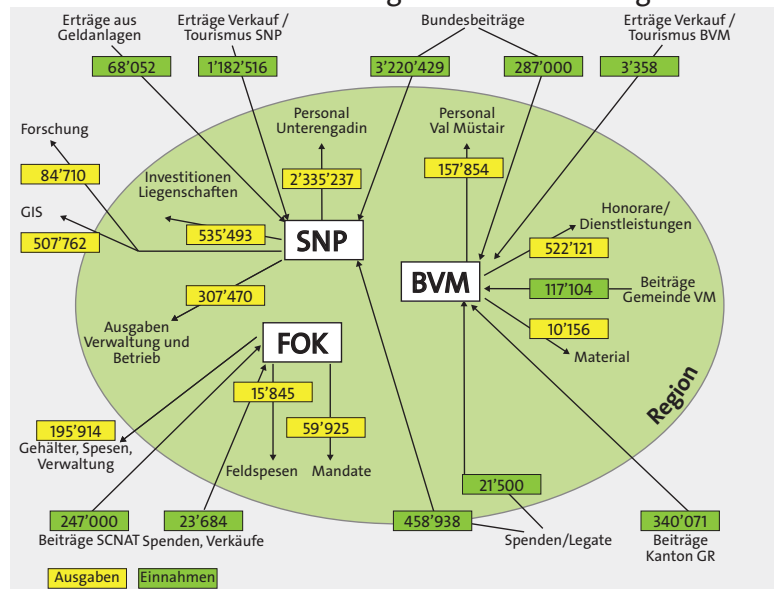 Erträge aus
Geldanlagen
Erträge Verkauf /
Tourismus SNP
Bundesbeiträge
Erträge Verkauf /
Tourismus BVM
68’052
1’182’516
3’220’429
287’000
3’358
Forschung
84’710
GIS
507’762
Investitionen
Liegenschaften
535’493
Personal
Unterengadin
2’335’237
Personal
Val Müstair
157’854
Honorare/
Dienstleistungen
522’121
SNP
BVM
117’104
Beiträge
Gemeinde VM
307’470
Ausgaben
Verwaltung und
Betrieb
10’156
Material
FOK
Region
15’845
59’925
195’914
Gehälter, Spesen,
Verwaltung
Feldspesen
Mandate
21’500
247’000
Beiträge SCNAT
23’684
Spenden, Verkäufe
458’938
Spenden/Legate
340’071
Beiträge
Kanton GR
Ausgaben
Einnahmen